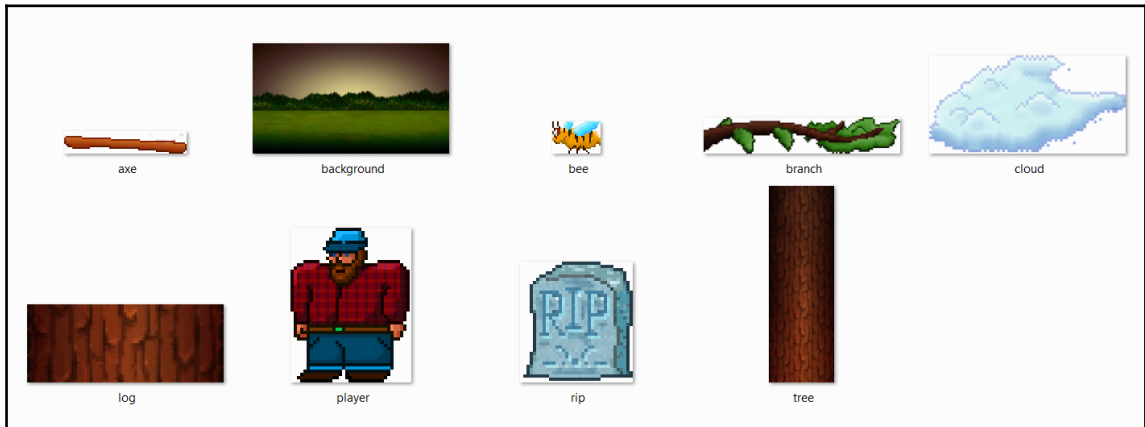 axe
background
bee
branch
cloud
RIP
log
player
rip
tree